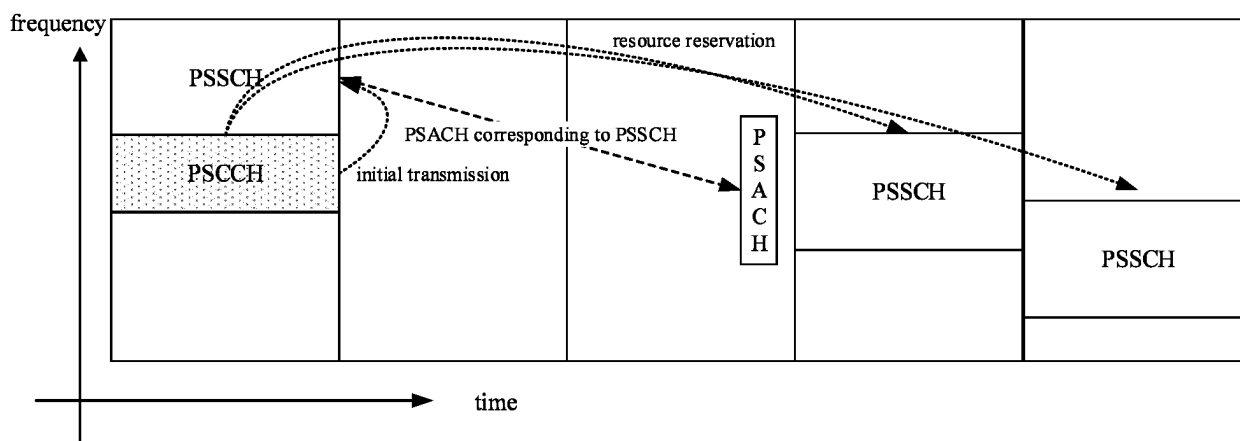 frequency
resource reservation
PSSCH
PSACH corresponding to PSSCH
PSCCH
initial transmission
P
S
A
C
H
PSSCH
PSSCH
time